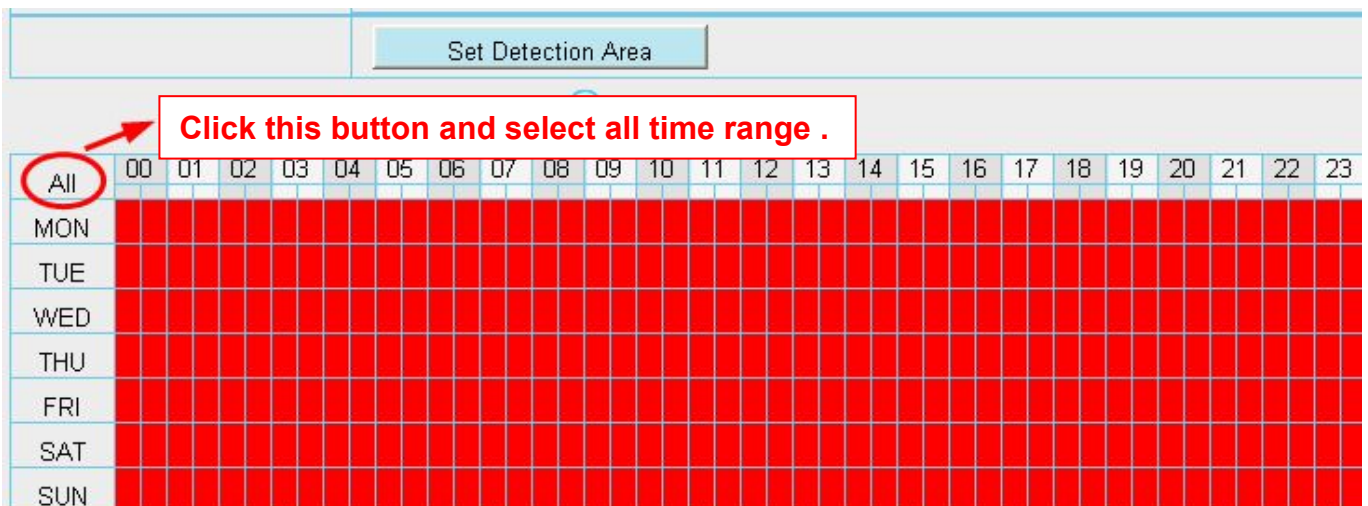 Set Detection Area
Click this button and select all time range .
All 00 01 02 03 04 05 06 07 08 09 10 11 12 13 14 15 16 17 18 19 20 21 22 23
MON
TUE
WED
THU
FRI
SAT
SUN